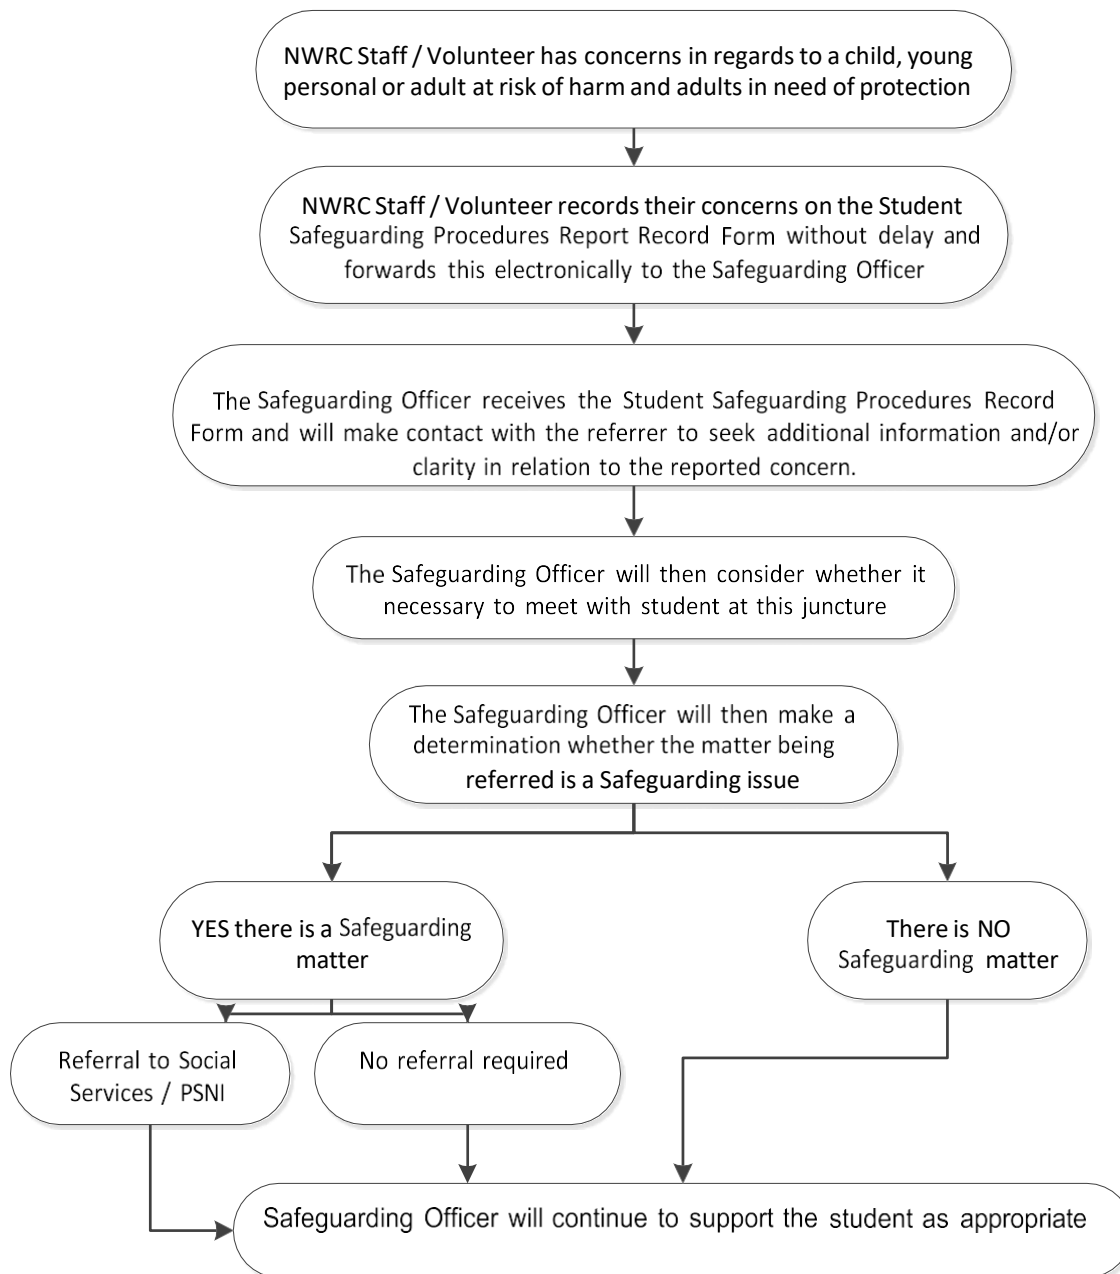 NWRC Staff / Volunteer has concerns in regards to a child, young
personal or adult at risk of harm and adults in need of protection
NWRC Staff / Volunteer records their concerns on the Student
Safeguarding Procedures Report Record Form without delay and
forwards this electronically to the Safeguarding Officer
The Safeguarding Officer receives the Student Safeguarding Procedures Record
Form and will make contact with the referrer to seek additional information and/or
clarity in relation to the reported concern.
The Safeguarding Officer will then consider whether it
necessary to meet with student at this juncture
The Safeguarding Officer will then make a
determination whether the matter being
referred is a Safeguarding issue
YES there is a Safeguarding
matter
There is NO
Safeguarding matter
Referral to Social
Services / PSNI
No referral required
Safeguarding Officer will continue to support the student as appropriate